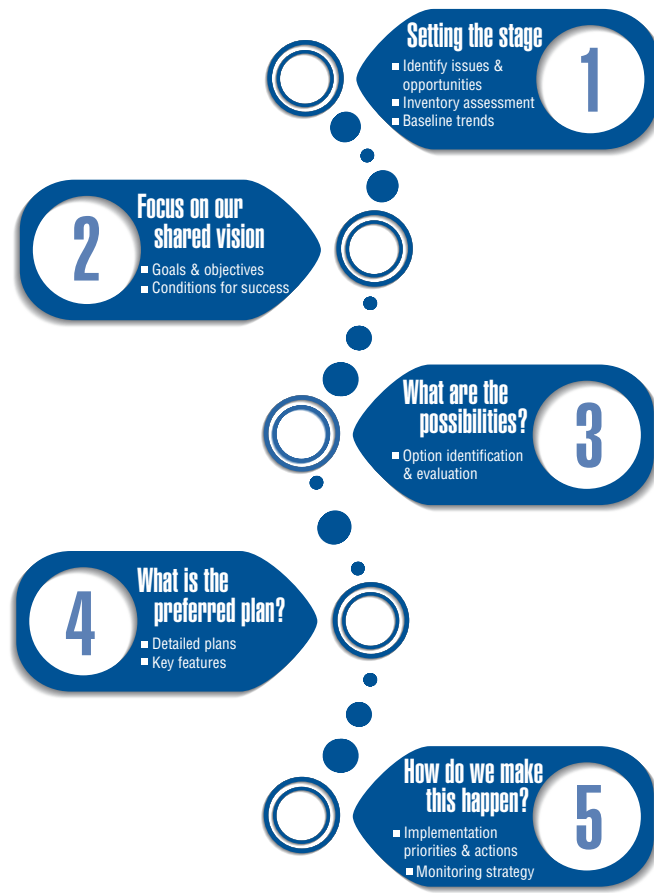 Setting the stage
■ Identify issues &
opportunities
■ Inventory assessment
■ Baseline trends
1
2
Focus on our
shared vision
■ Goals & objectives
■ Conditions for success
What are the
possibilities?
■ Option identification
& evaluation
3
4
What is the
preferred plan?
■ Detailed plans
■ Key features
How do we make
this happen?
■ Implementation
priorities & actions
■ Monitoring strategy
5